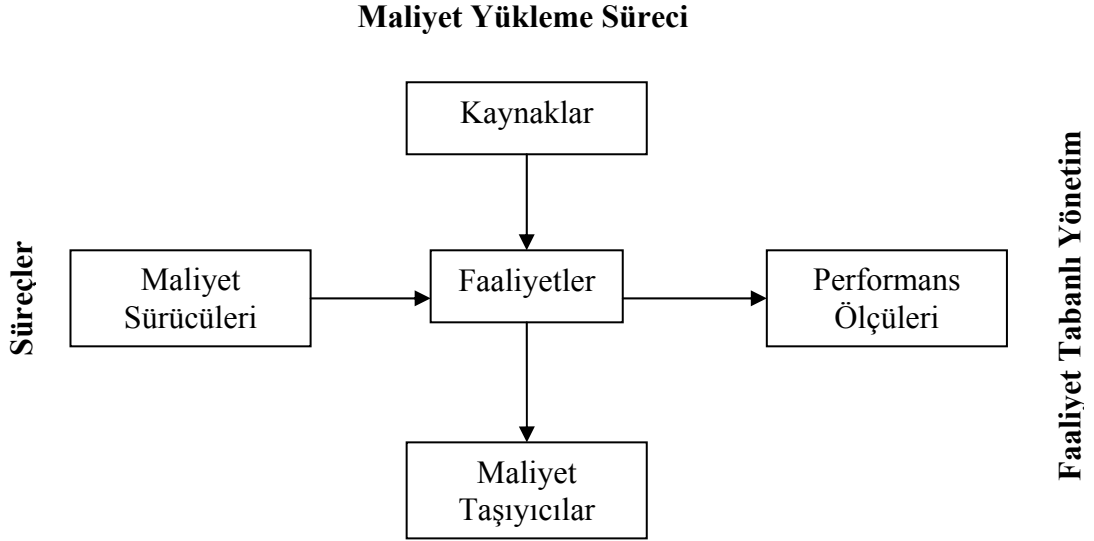 Maliyet Yükleme Süreci
Kaynaklar
Süreçler
Maliyet
Sürücüleri
Faaliyetler
Performans
Ölçüleri
Faaliyet Tabanlı Yönetim
Maliyet
Taşıyıcılar